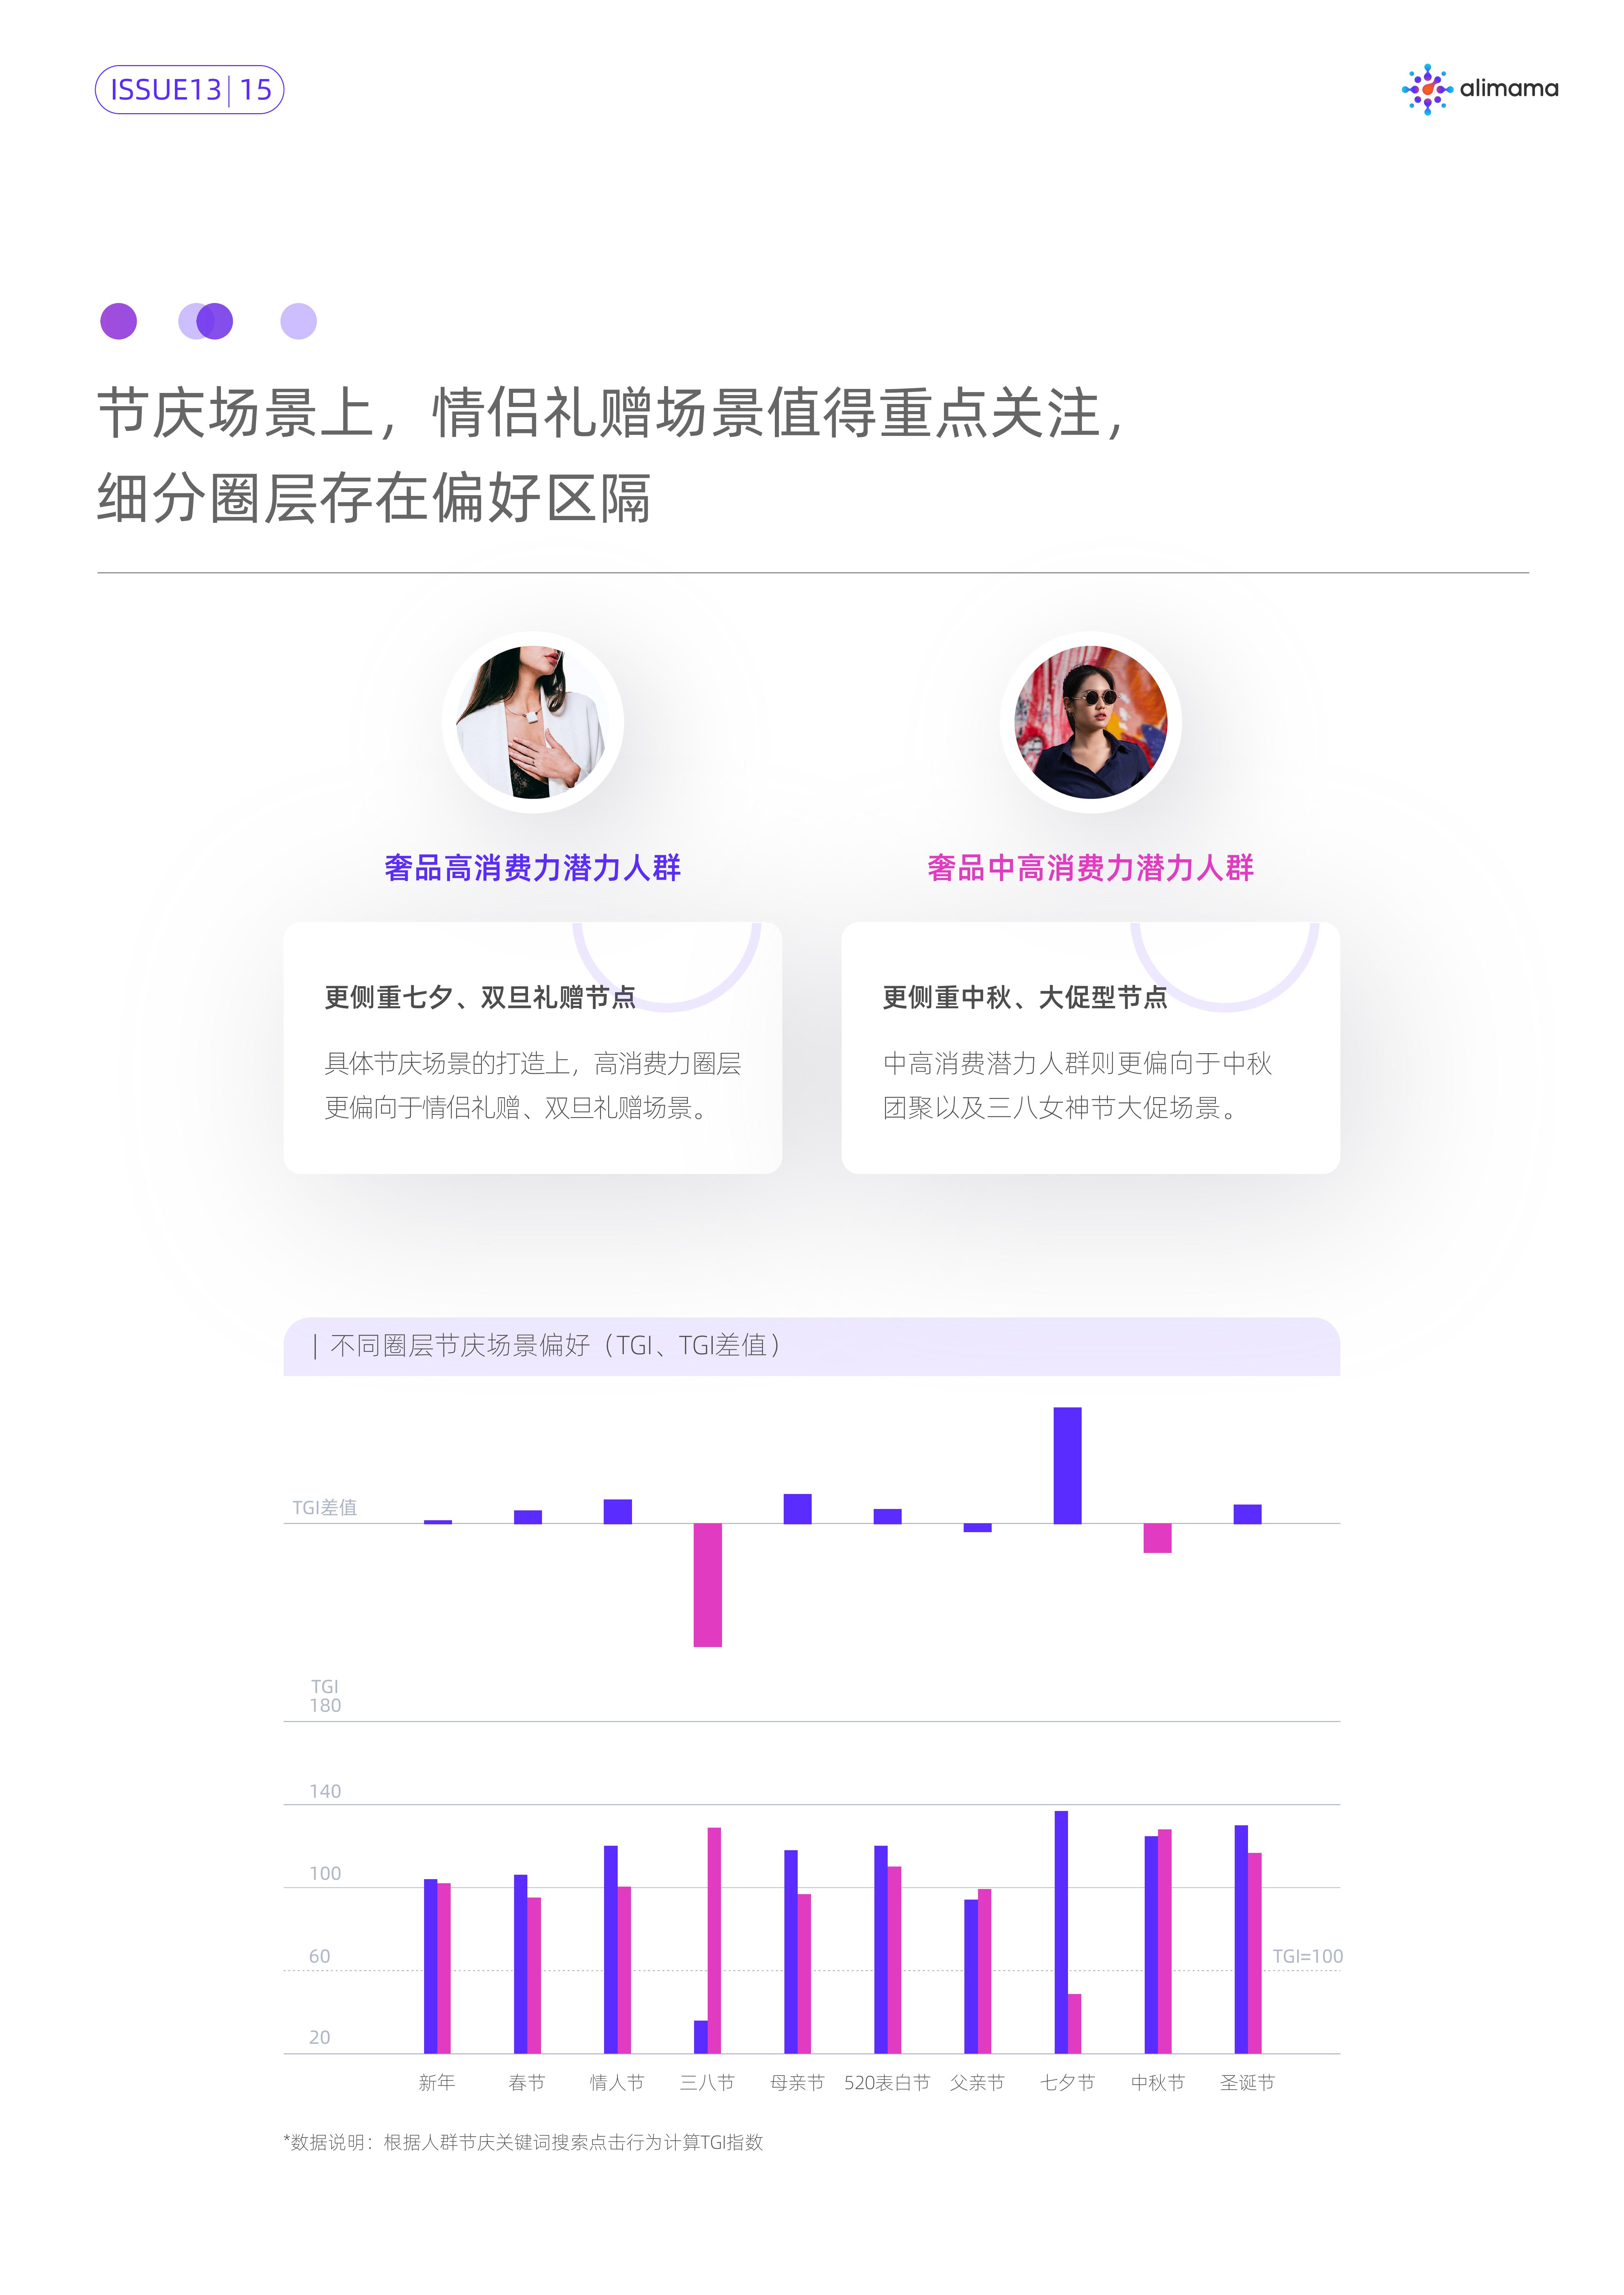 ISSUE13| 15
alimama
节庆场景上，情侣礼赠场景值得重点关注，
细分圈层存在偏好区隔
奢品高消费力潜力人群
更侧重七夕、双旦礼赠节点
具体节庆场景的打造上，高消费力圈层
更偏向于情侣礼赠、双旦礼赠场景。
奢品中高消费力潜力人群
更侧重中秋、大促型节点
中高消费潜力人群则更偏向于中秋
团聚以及三八女神节大促场景。
| 不同圈层节庆场景偏好（TGI、TGI差值）
TGI差值
TGI
180
140
100
60
TGI=100
20
新年 春节 情人节 三八节 母亲节 520表白节 父亲节 七夕节 中秋节 圣诞节
*数据说明：根据人群节庆关键词搜索点击行为计算TGI指数